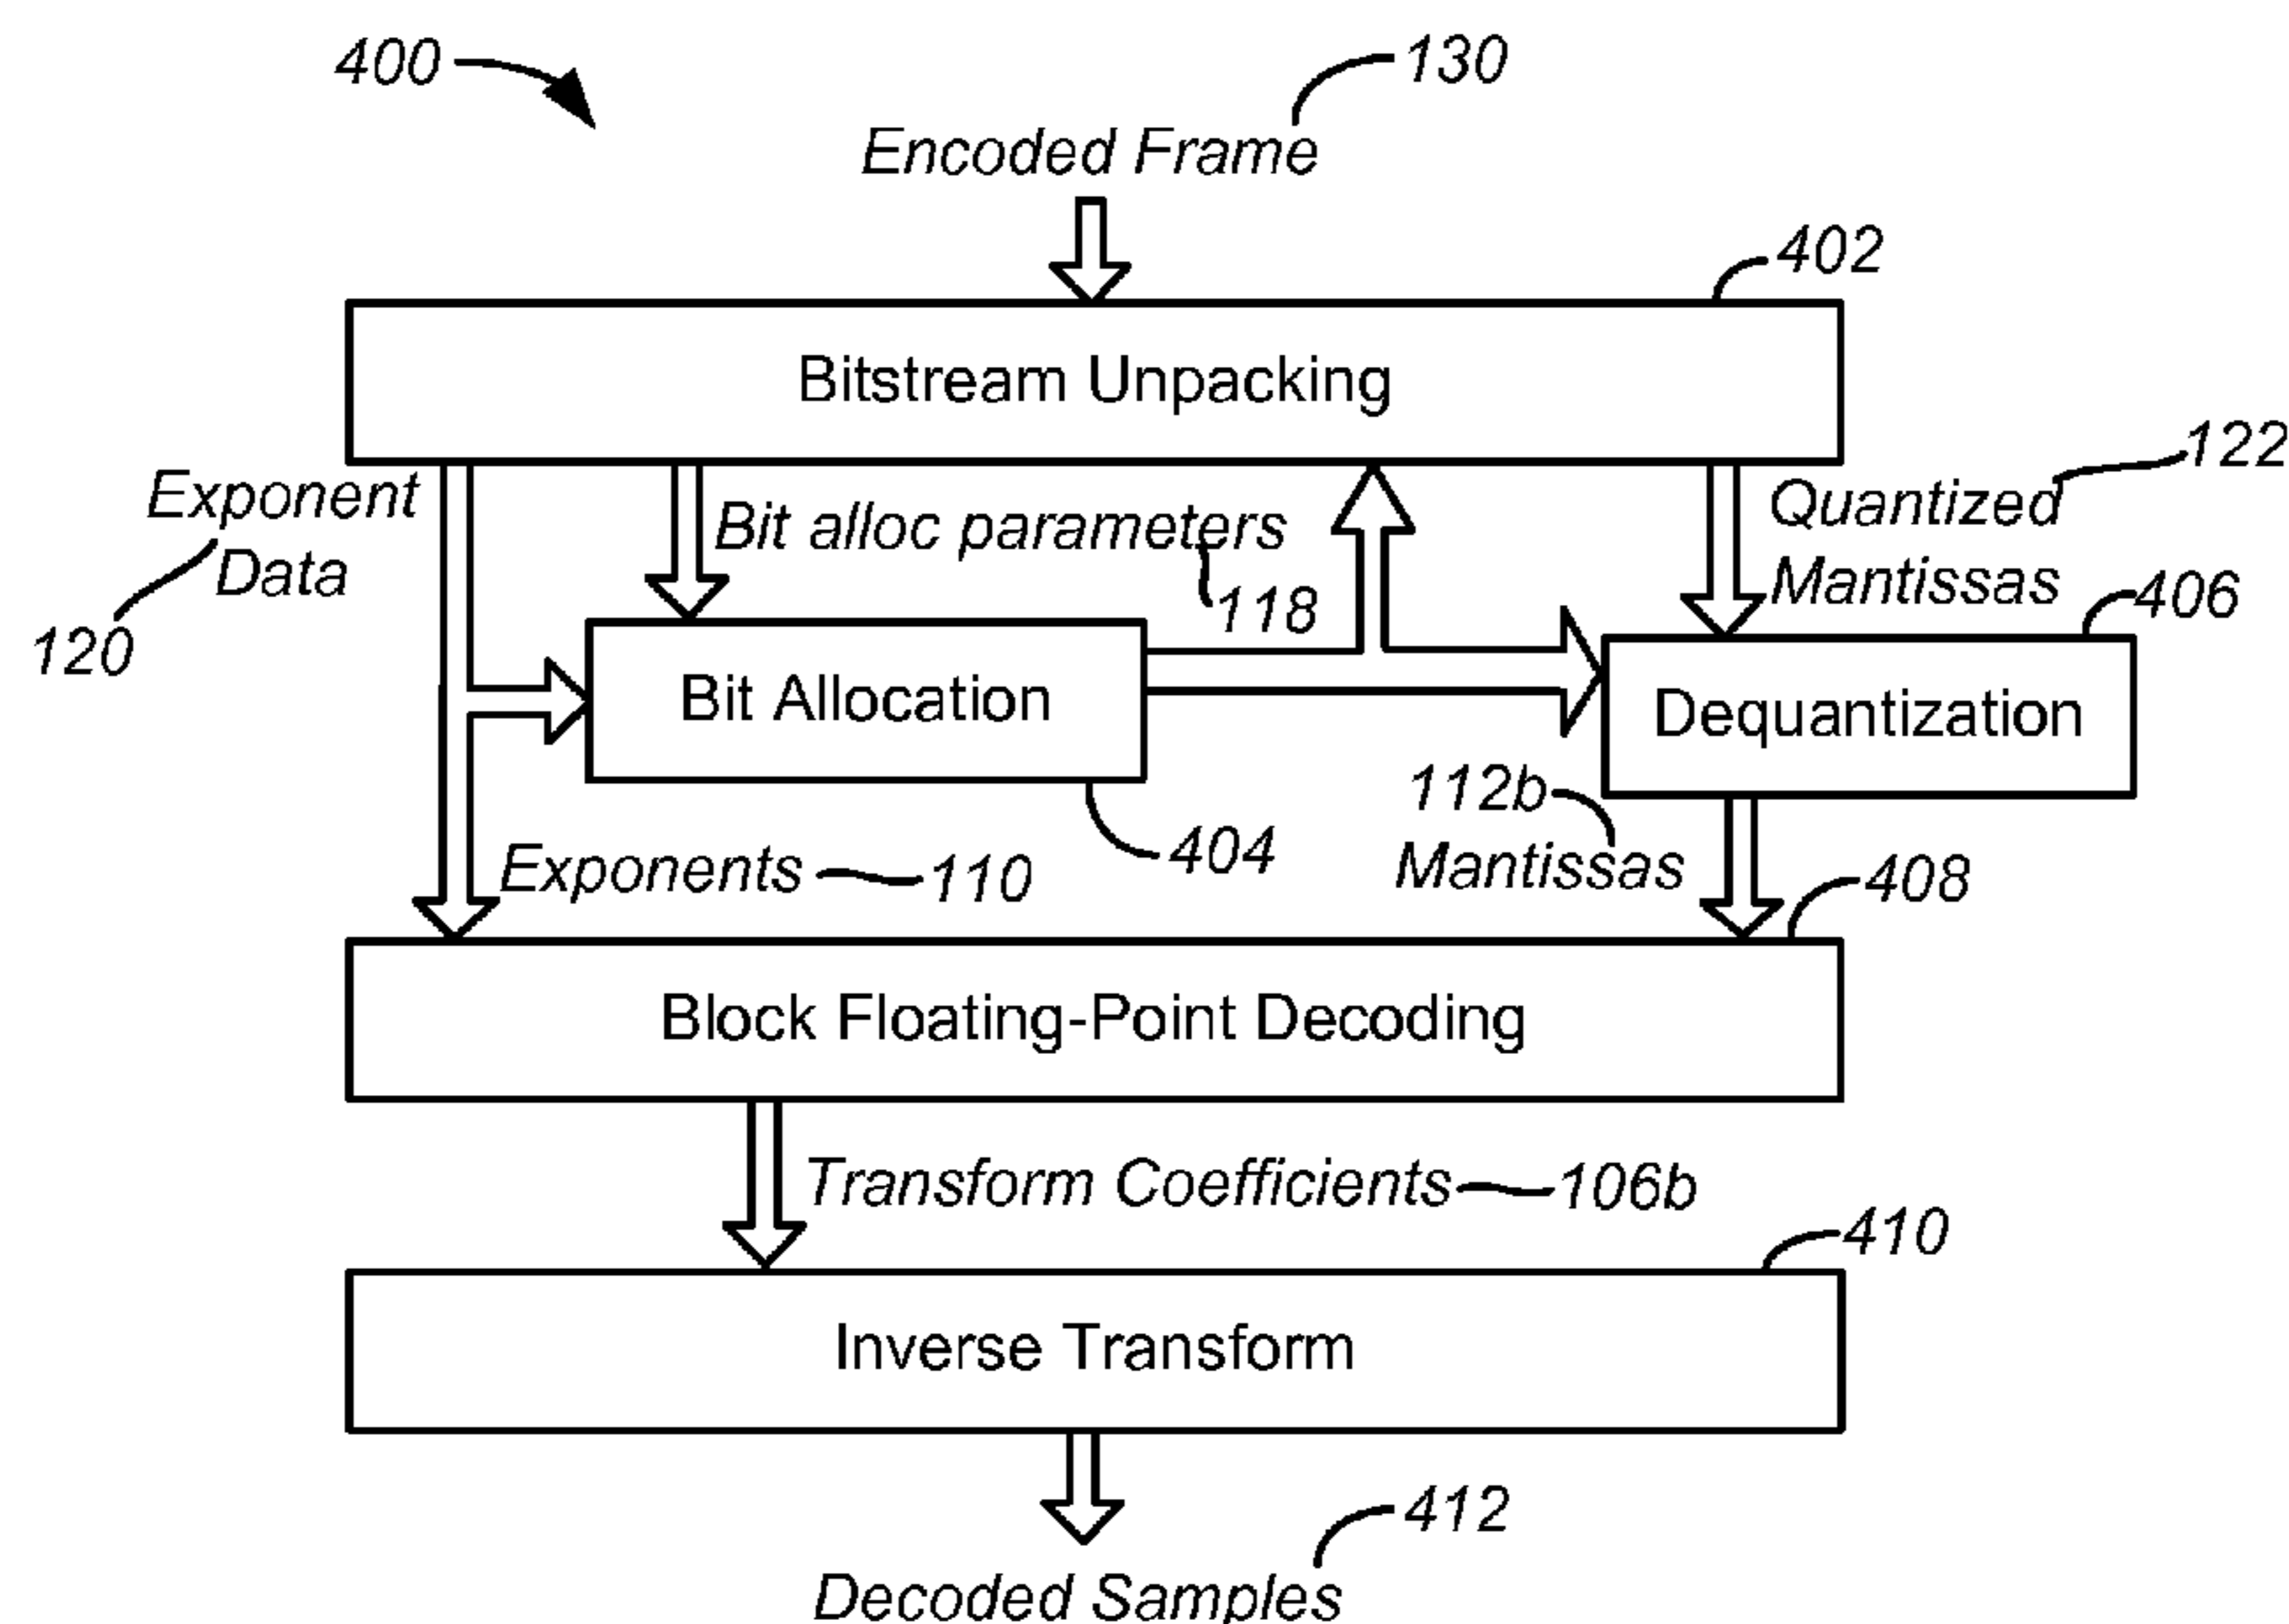 400
130
Encoded Frame
402
Bitstream Unpacking
Exponent
Data
120
Bit alloc parameters
118
122
Quantized
Mantissas
406
Bit Allocation
Dequantization
404
112b
Mantissas
Exponents
110
408
Block Floating-Point Decoding
Transform Coefficients
106b
410
Inverse Transform
412
Decoded Samples